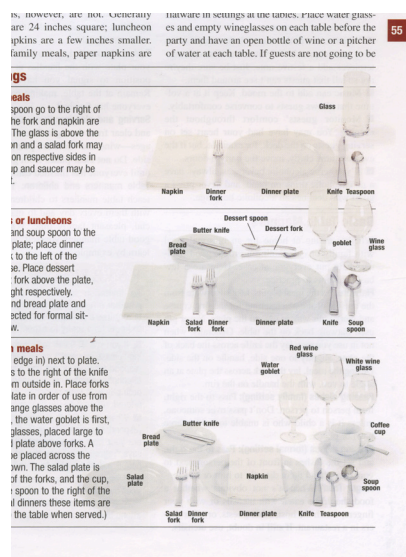 ns, however, are not. Generally
are 24 inches square; luncheon
apkins are a few inches smaller.
family meals, paper napkins are
flatware in settings at the tables. Place water glass-
es and empty wineglasses on each table before the
party and have an open bottle of wine or a pitcher
of water at each table. If guests are not going to be
55
ngs
neals
spoon go to the right of
he fork and napkin are
The glass is above the
on and a salad fork may
on respective sides in
up and saucer may be
t.
Glass
Napkin
Dinner
fork
Dinner plate
Knife
Teaspoon
s or luncheons
and soup spoon to the
plate; place dinner
k to the left of the
se. Place dessert
fork above the plate,
ight respectively.
nd bread plate and
ected for formal sit-
w.
Dessert spoon
Dessert fork
Butter knife
Bread
plate
goblet
Wine
glass
Napkin
Salad
fork
Dinner
fork
Dinner plate
Knife
Soup
spoon
n meals
edge in) next to plate.
s to the right of the knife
m outside in. Place forks
late in order of use from
ange glasses above the
, the water goblet is first,
glasses, placed large to
l plate above forks. A
be placed across the
own. The salad plate is
of the forks, and the cup,
spoon to the right of the
al dinners these items are
the table when served.)
Red wine
glass
Water
goblet
White wine
glass
Coffee
cup
Butter knife
Bread
plate
Salad
plate
Napkin
Soup
spoon
Salad
fork
Dinner
fork
Dinner plate
Knife
Teaspoon